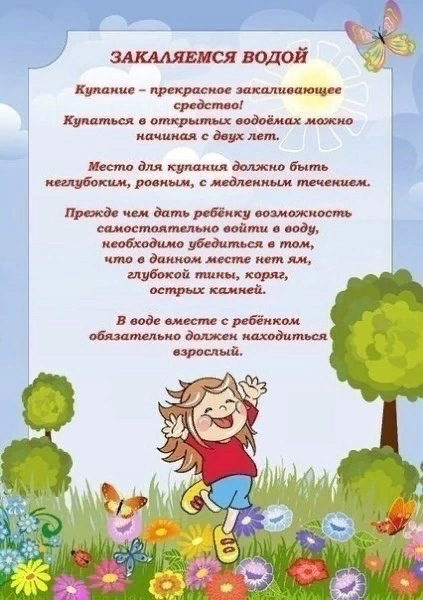 ЗАКАЛЯЕМСЯ ВОДОЙ
Купание – прекрасное закаливающее
средство!
Купаться в открытых водоёмах можно
начиная с двух лет.
Место для купания должно быть
неглубоким, ровным, с медленным течением.
Прежде чем дать ребёнку возможность
самостоятельно войти в воду,
необходимо убедиться в том,
что в данном месте нет ям,
глубокой тины, коряг,
острых камней.
В воде вместе с ребёнком
обязательно должен находиться
взрослый.